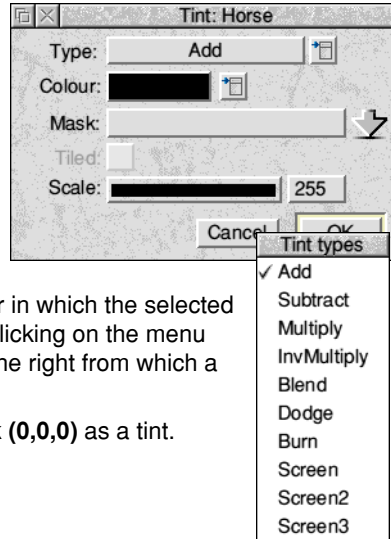 Tint: Horse
Type: Add
Colour:
Mask:
Tiled:
Scale: 255
Cancel OK
Tint types
✓ Add
Subtract
Multiply
InvMultiply
Blend
Dodge
Burn
Screen
Screen2
Screen3
in which the selected
licking on the menu
right from which a
(0,0,0) as a tint.